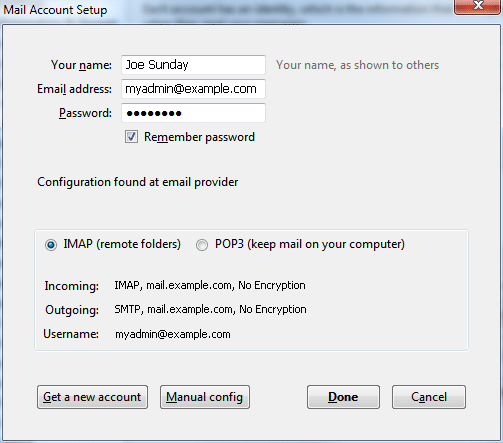 Mail Account Setup
Your name: Joe Sunday Your name, as shown to others
Email address: myadmin@example.com
Password: ●●●●●●●●
Remember password
Configuration found at email provider
IMAP (remote folders) POP3 (keep mail on your computer)
Incoming: IMAP, mail.example.com, No Encryption
Outgoing: SMTP, mail.example.com, No Encryption
Username: myadmin@example.com
Get a new account Manual config Done Cancel